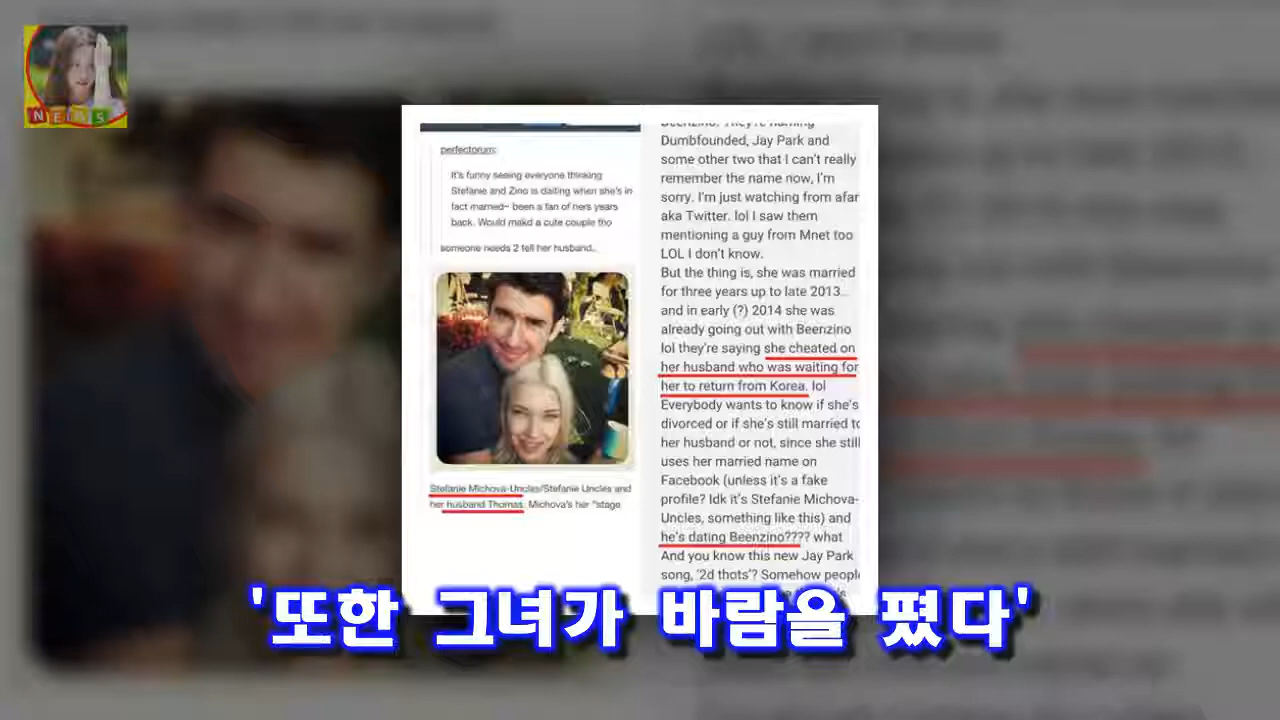 NEWS
perfectorum:
It's funny seeing everyone thinking
Stefanie and Zino is daiting when she's in
fact married~ been a fan of hers years
back. Would makd a cute couple tho
someone needs 2 tell her husband..
Stefanie Michova-Uncles/Stefanie Uncles and
her husband Thomas. Michova's her "stage
Beenzino. They're naming
Dumbfounded, Jay Park and
some other two that I can't really
remember the name now, I'm
sorry. I'm just watching from afar
aka Twitter. lol I saw them
mentioning a guy from Mnet too
LOL I don't know.
But the thing is, she was married
for three years up to late 2013...
and in early (?) 2014 she was
already going out with Beenzino
lol they're saying she cheated on
her husband who was waiting for
her to return from Korea. lol
Everybody wants to know if she's
divorced or if she's still married to
her husband or not, since she still
uses her married name on
Facebook (unless it's a fake
profile? Idk it's Stefanie Michova-
Uncles, something like this) and
he's dating Beenzino???? what
And you know this new Jay Park
song, '2d thots'? Somehow people
'또한 그녀가 바람을 폈다'